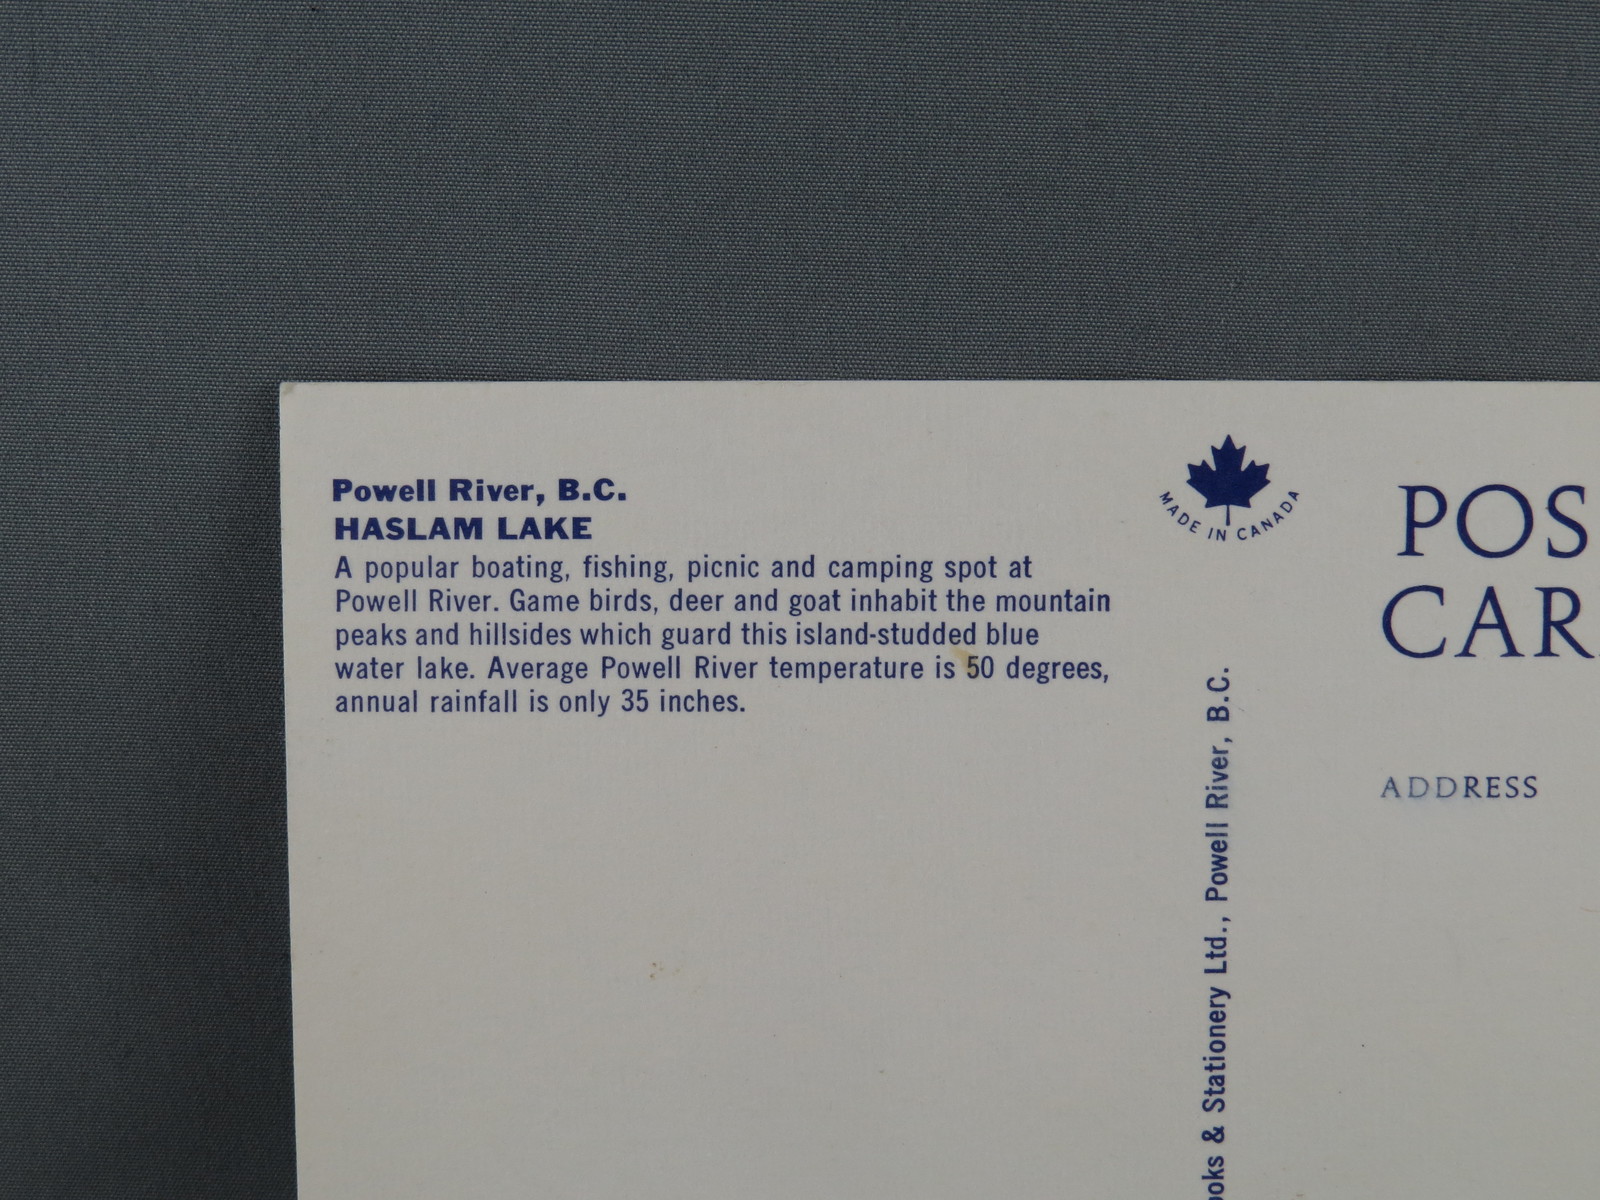 Powell River, B.C.
HASLAM LAKE
A popular boating, fishing, picnic and camping spot at
Powell River. Game birds, deer and goat inhabit the mountain
peaks and hillsides which guard this island-studded blue
water lake. Average Powell River temperature is 50 degrees,
annual rainfall is only 35 inches.
MADE IN CANADA
& Stationery Ltd., Powell River, B.C.
POS
CAR
ADDRESS